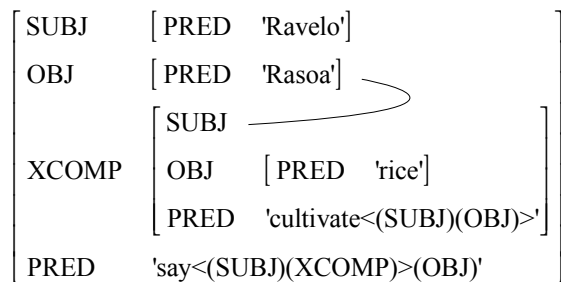 SUBJ [PRED 'Ravelo']
OBJ [PRED 'Rasoa']
SUBJ
XCOMP OBJ [PRED 'rice']
PRED 'cultivate<(SUBJ)(OBJ)>'
PRED 'say<(SUBJ)(XCOMP)>(OBJ)'